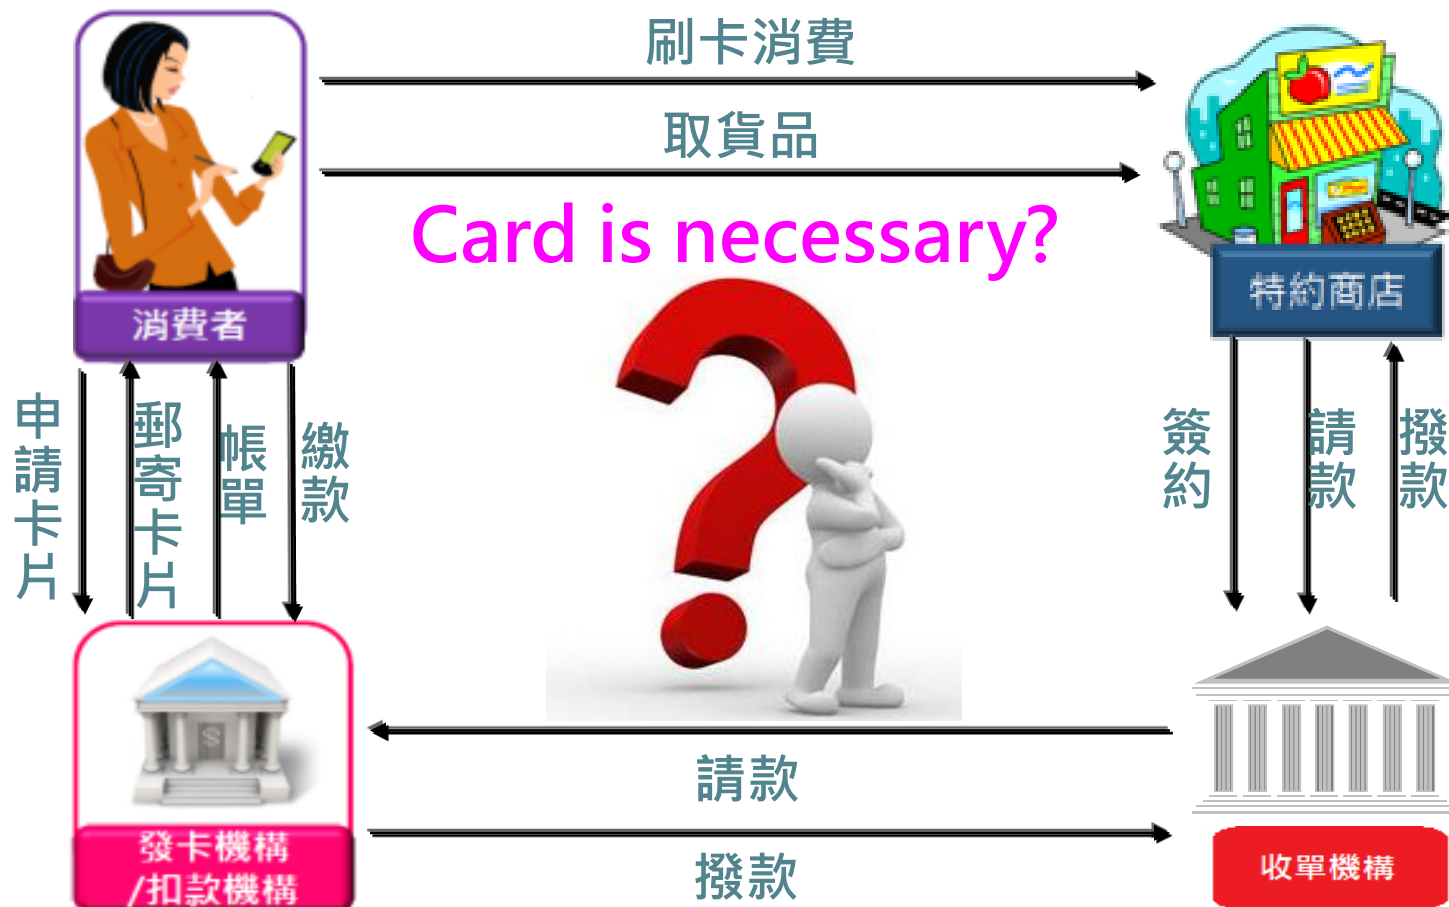 刷卡消費
取貨品
Card is necessary?
消費者
特約商店
申請卡片
郵寄卡片
帳單
繳款
簽約
請款
撥款
請款
撥款
發卡機構
/扣款機構
收單機構